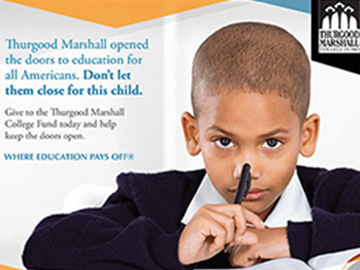 Thurgood Marshall opened
the doors to education for
all Americans. Don't let
them close for this child.
Give to the Thurgood Marshall
College Fund today and help
keep the doors open.
WHERE EDUCATION PAYS OFF®
THURGOOD
MARSHALL
COLLEGE FUND